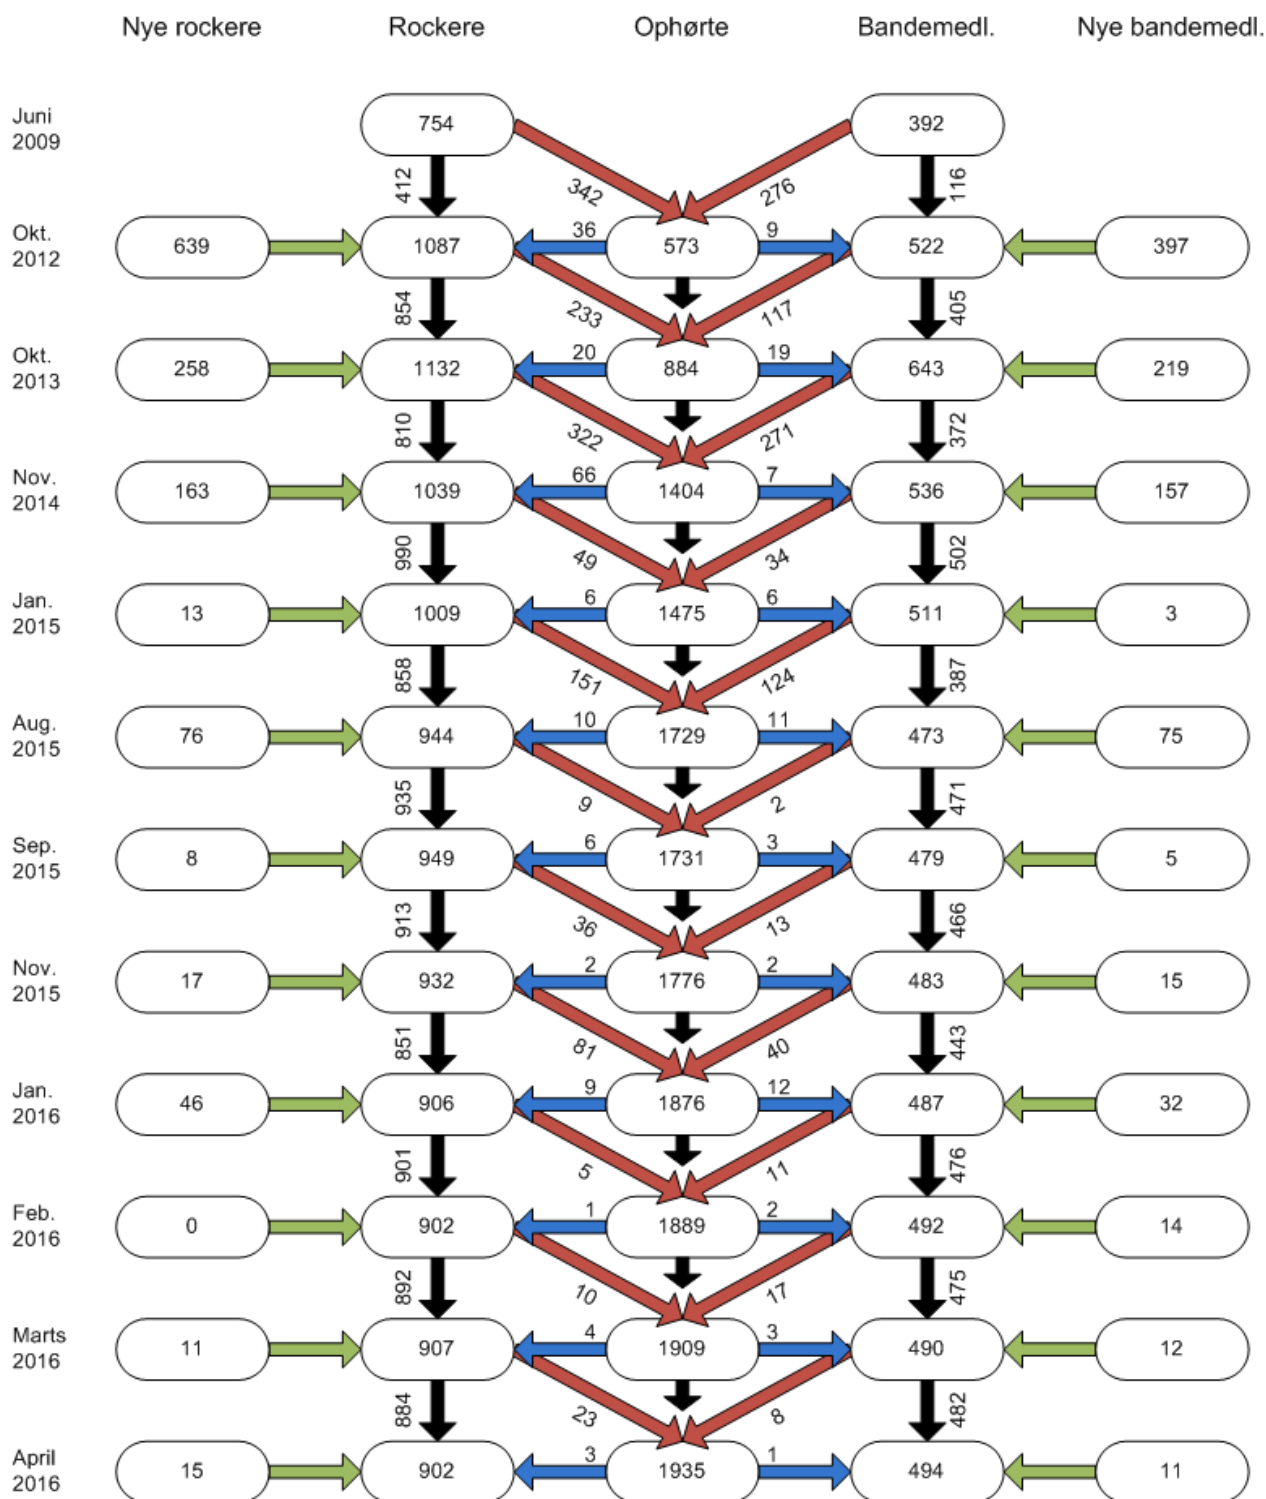 Nye rockere Rockere Ophørte Bandemedl. Nye bandemedl.
Juni
2009
754 392
412 342 276 116
Okt.
2012
639 1087 36 573 9 522 397
854 233 117 405
Okt.
2013
258 1132 20 884 19 643 219
810 322 271 372
Nov.
2014
163 1039 66 1404 7 536 157
990 49 34 502
Jan.
2015
13 1009 6 1475 6 511 3
858 151 124 387
Aug.
2015
76 944 10 1729 11 473 75
935 9 2 471
Sep.
2015
8 949 6 1731 3 479 5
913 36 13 466
Nov.
2015
17 932 2 1776 2 483 15
851 81 40 443
Jan.
2016
46 906 9 1876 12 487 32
901 5 11 476
Feb.
2016
0 902 1 1889 2 492 14
892 10 17 475
Marts
2016
11 907 4 1909 3 490 12
884 23 8 482
April
2016
15 902 3 1935 1 494 11